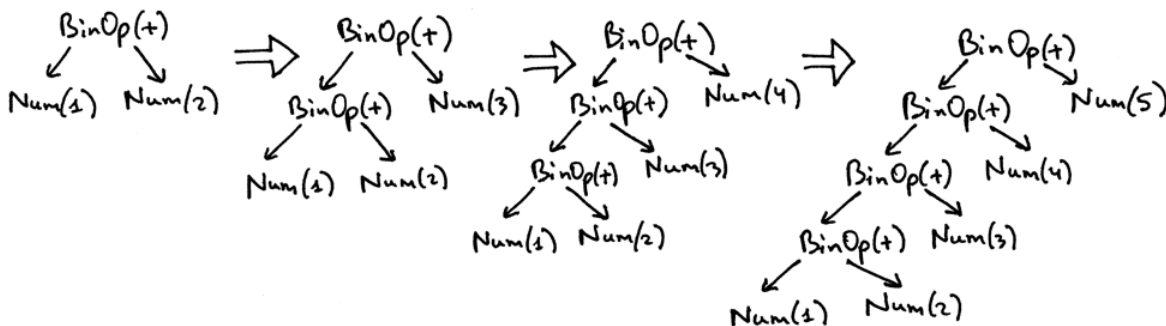 BinOp(+) BinOp(+) BinOp(+) BinOp(+)
Num(1) Num(2) BinOp(+) Num(3) BinOp(+) Num(4) BinOp(+) Num(5)
Num(1) Num(2) BinOp(+) Num(3) BinOp(+) Num(4)
Num(1) Num(2) BinOp(+) Num(3)
Num(1) Num(2)